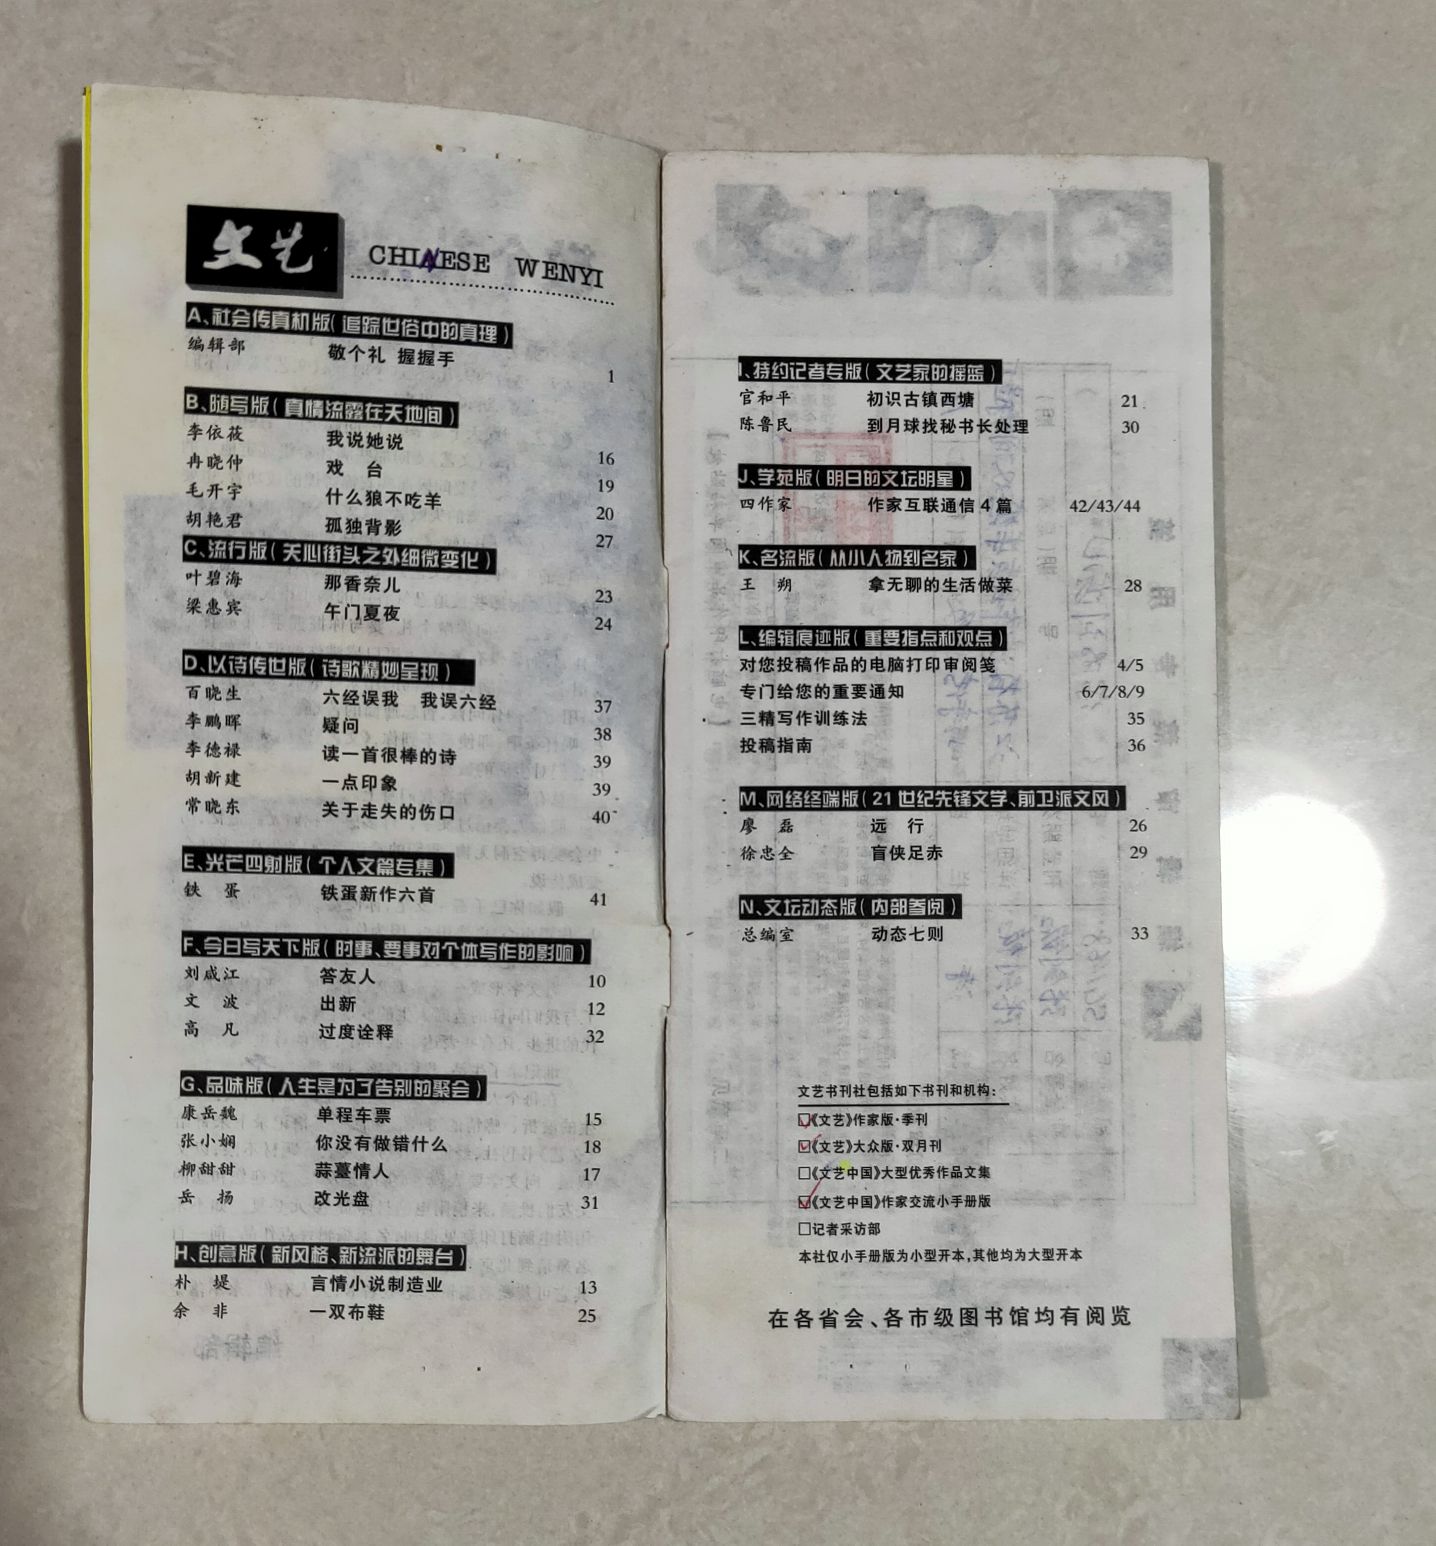 文艺
CHINESE WENYI
A、社会传真机版(追踪世俗中的真理)
编辑部 敬个礼 握握手 1
B、随写版(真情流露在天地间)
李依莜 我说她说 16
冉晓仲 戏 台 19
毛开宇 什么狼不吃羊 20
胡艳君 孤独背影 27
C、流行版(关心街头之外细微变化)
叶碧海 那香奈儿 23
梁惠宾 午门夏夜 24
D、以诗传世版(诗歌精妙呈现)
百晓生 六经误我 我误六经 37
李鹏晖 疑问 38
李德禄 读一首很棒的诗 39
胡新建 一点印象 39
常晓东 关于走失的伤口 40
E、光芒四射版(个人文篇专集)
铁 蛋 铁蛋新作六首 41
F、今日写天下版(时事、要事对个体写作的影响)
刘咸江 答友人 10
文 波 出新 12
高 凡 过度诠释 32
G、品味版(人生是为了告别的聚会)
康岳魏 单程车票 15
张小娴 你没有做错什么 18
柳甜甜 蒜薹情人 17
岳 扬 改光盘 31
H、创意版(新风格、新流派的舞台)
朴 堤 言情小说制造业 13
余 非 一双布鞋 25
编辑部
I、特约记者专版(文艺家的摇篮)
官和平 初识古镇西塘 21
陈鲁民 到月球找秘书长处理 30
J、学苑版(明日的文坛明星)
四作家 作家互联通信4篇 42/43/44
K、名流版(从小人物到名家)
王 朔 拿无聊的生活做菜 28
L、编辑痕迹版(重要指点和观点)
对您投稿作品的电脑打印审阅笺 4/5
专门给您的重要通知 6/7/8/9
三精写作训练法 35
投稿指南 36
M、网络终端版(21世纪先锋文学、前卫派文风)
廖 磊 远 行 26
徐忠全 盲侠足赤 29
N、文坛动态版(内部参阅)
总编室 动态七则 33
文艺书刊社包括如下书刊和机构:
☑《文艺》作家版·季刊
☑《文艺》大众版·双月刊
□《文艺中国》大型优秀作品文集
☑《文艺中国》作家交流小手册版
□记者采访部
本社仅小手册版为小型开本,其他均为大型开本
在各省会、各市级图书馆均有阅览